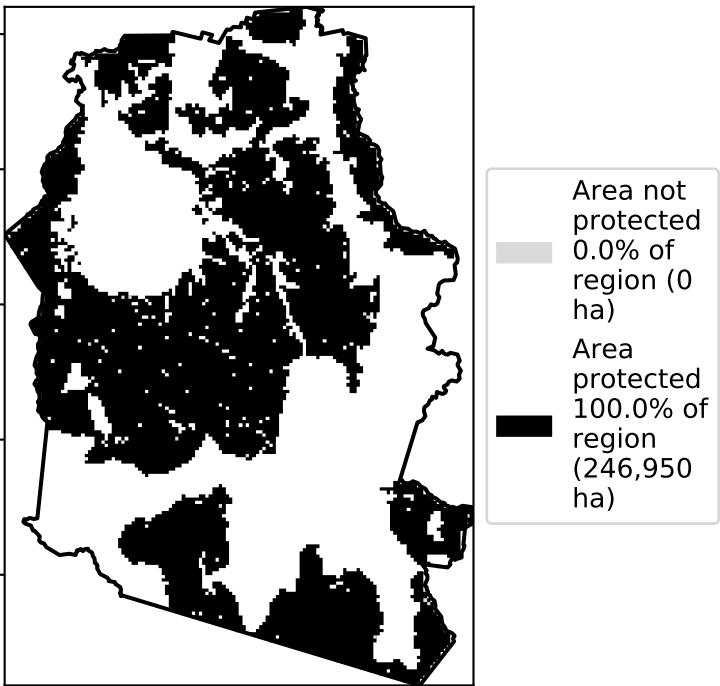 Area not
protected
0.0% of
region (0
ha)
Area
protected
100.0% of
region
(246,950
ha)